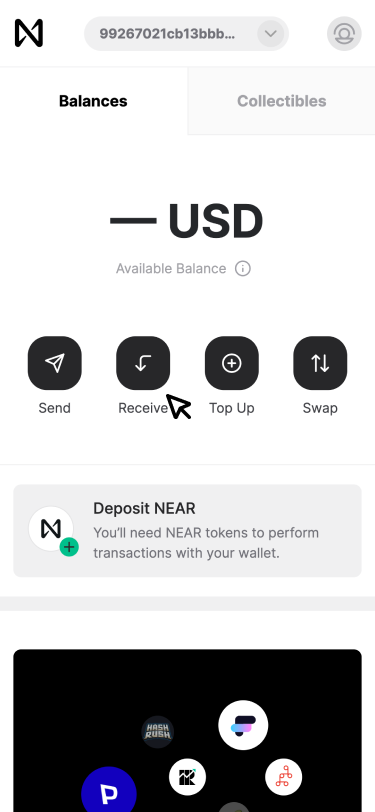 99267021cb13bbb...
Balances
Collectibles
— USD
Available Balance
Send
Receive
Top Up
Swap
Deposit NEAR
You'll need NEAR tokens to perform
transactions with your wallet.
HASH
RUSH